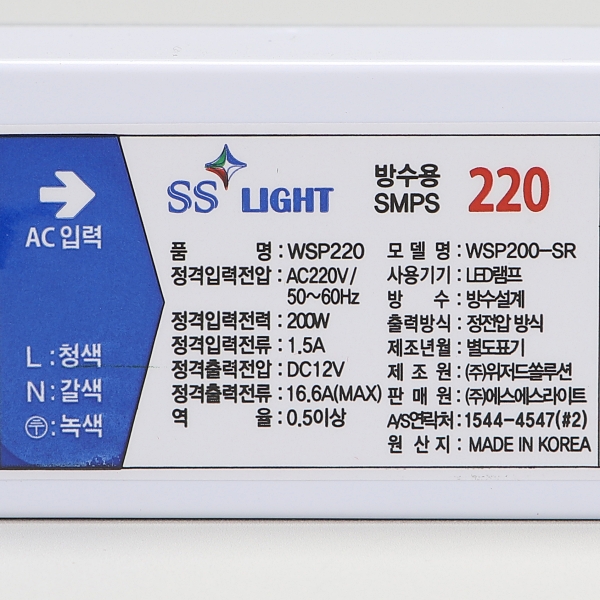 AC 입력
L : 청색
N : 갈색
㉾ : 녹색
SS LIGHT
방수용
SMPS
220
품 명 : WSP220
정격입력전압 : AC220V/
50~60Hz
정격입력전력 : 200W
정격입력전류 : 1.5A
정격출력전압 : DC12V
정격출력전류 : 16.6A(MAX)
역 율 : 0.5이상
모 델 명 : WSP200-SR
사용기기 : LED램프
방 수 : 방수설계
출력방식 : 정전압 방식
제조년월 : 별도표기
제 조 원 : (주)위저드쏠루션
판 매 원 : (주)에스에스라이트
A/S연락처 : 1544-4547(#2)
원 산 지 : MADE IN KOREA